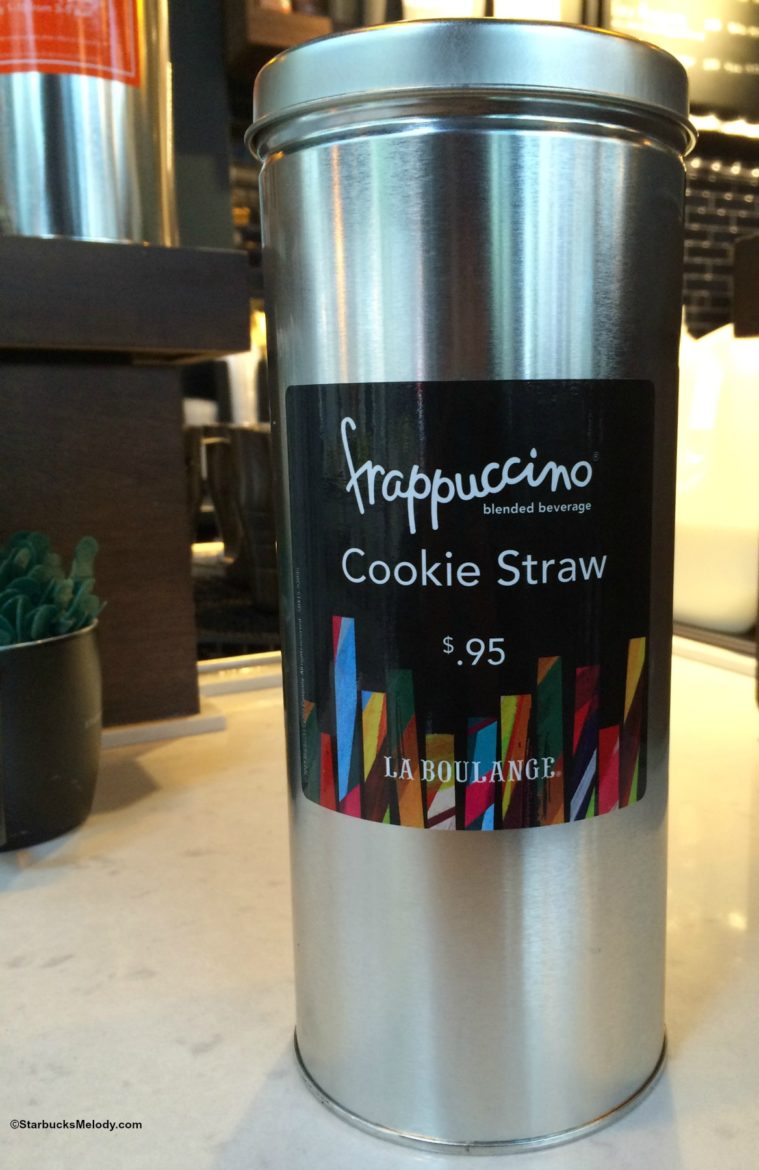 frappuccino®
blended beverage
Cookie Straw
$.95
LA BOULANGE®
©StarbucksMelody.com